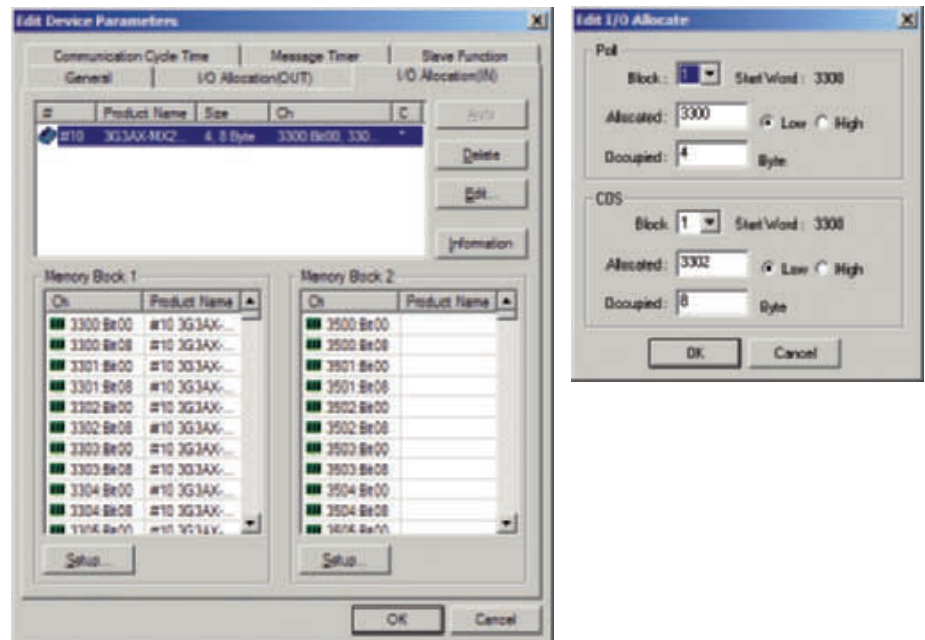 Edit Device Parameters
Communication Cycle Time Message Timer Slave Function
General I/O Allocation(OUT) I/O Allocation(IN)
# Product Name Size Ch C
#10 3G3AX-MX2... 4, 8 Byte 3300:Bit00, 330... *
Auto
Delete
Edit...
Information
Memory Block 1
Ch Product Name
3300:Bit00 #10 3G3AX-...
3300:Bit08 #10 3G3AX-...
3301:Bit00 #10 3G3AX-...
3301:Bit08 #10 3G3AX-...
3302:Bit00 #10 3G3AX-...
3302:Bit08 #10 3G3AX-...
3303:Bit00 #10 3G3AX-...
3303:Bit08 #10 3G3AX-...
3304:Bit00 #10 3G3AX-...
3304:Bit08 #10 3G3AX-...
3305:Bit00 #10 3G3AX-...
Setup...
Memory Block 2
Ch Product Name
3500:Bit00
3500:Bit08
3501:Bit00
3501:Bit08
3502:Bit00
3502:Bit08
3503:Bit00
3503:Bit08
3504:Bit00
3504:Bit08
3505:Bit00
Setup...
OK Cancel
Edit I/O Allocate
Poll
Block : 1 Start Word : 3300
Allocated : 3300 Low High
Occupied : 4 Byte
COS
Block 1 Start Word : 3300
Allocated : 3302 Low High
Occupied : 8 Byte
OK Cancel